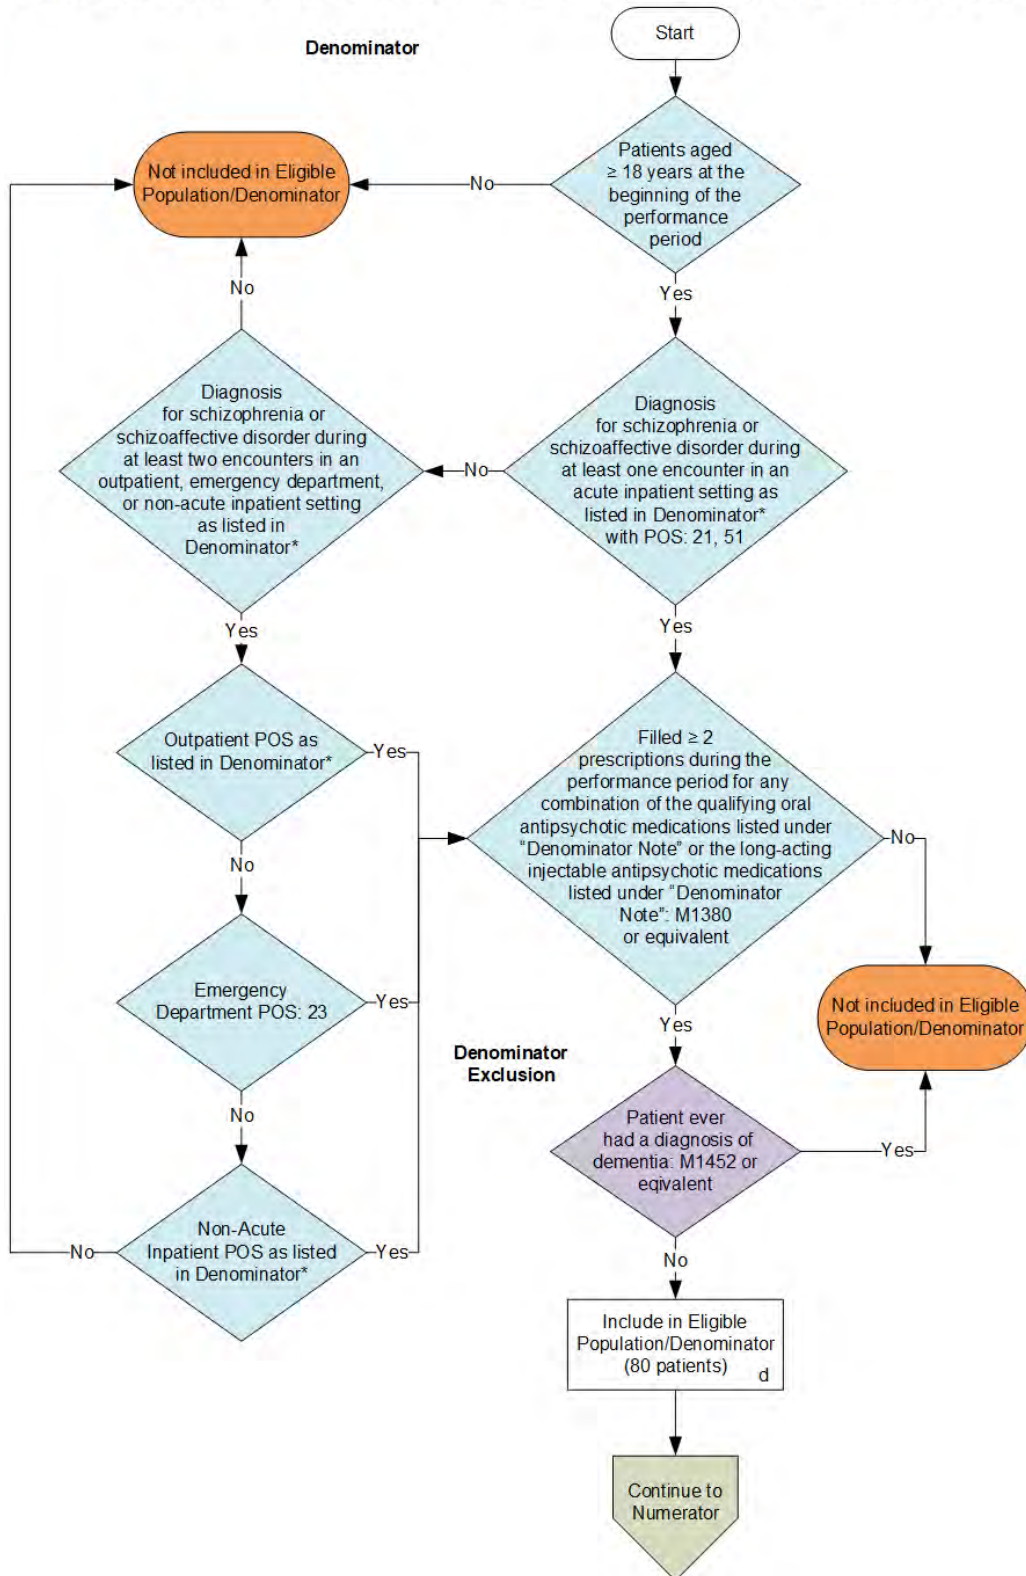 Start
Denominator
Patients aged
≥ 18 years at the
beginning of the
performance
period
No
Not included in Eligible
Population/Denominator
Yes
No
Diagnosis
for schizophrenia or
schizoaffective disorder during
at least one encounter in an
acute inpatient setting as
listed in Denominator*
with POS: 21, 51
No
Diagnosis
for schizophrenia or
schizoaffective disorder during
at least two encounters in an
outpatient, emergency department,
or non-acute inpatient setting
as listed in
Denominator*
Yes
Yes
Outpatient POS as
listed in Denominator*
Yes
No
Emergency
Department POS: 23
Yes
No
Non-Acute
Inpatient POS as listed
in Denominator*
No
Yes
Filled ≥ 2
prescriptions during the
performance period for any
combination of the qualifying oral
antipsychotic medications listed under
“Denominator Note” or the long-acting
injectable antipsychotic medications
listed under “Denominator
Note”: M1380
or equivalent
No
Not included in Eligible
Population/Denominator
Yes
Denominator
Exclusion
Patient ever
had a diagnosis of
dementia: M1452 or
eqivalent
Yes
No
Include in Eligible
Population/Denominator
(80 patients)
d
Continue to
Numerator